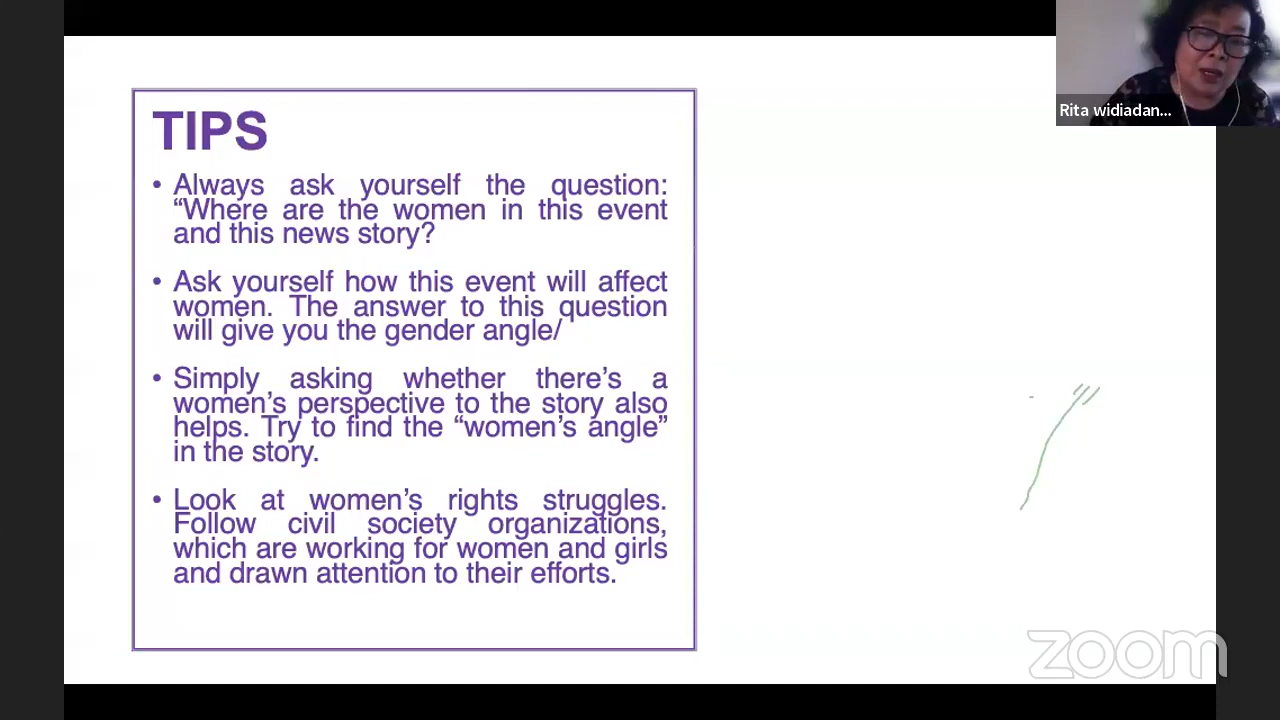 TIPS
• Always ask yourself the question:
“Where are the women in this event
and this news story?
• Ask yourself how this event will affect
women. The answer to this question
will give you the gender angle/
• Simply asking whether there’s a
women’s perspective to the story also
helps. Try to find the “women’s angle”
in the story.
• Look at women’s rights struggles.
Follow civil society organizations,
which are working for women and girls
and drawn attention to their efforts.
Rita widiadan...
zoom